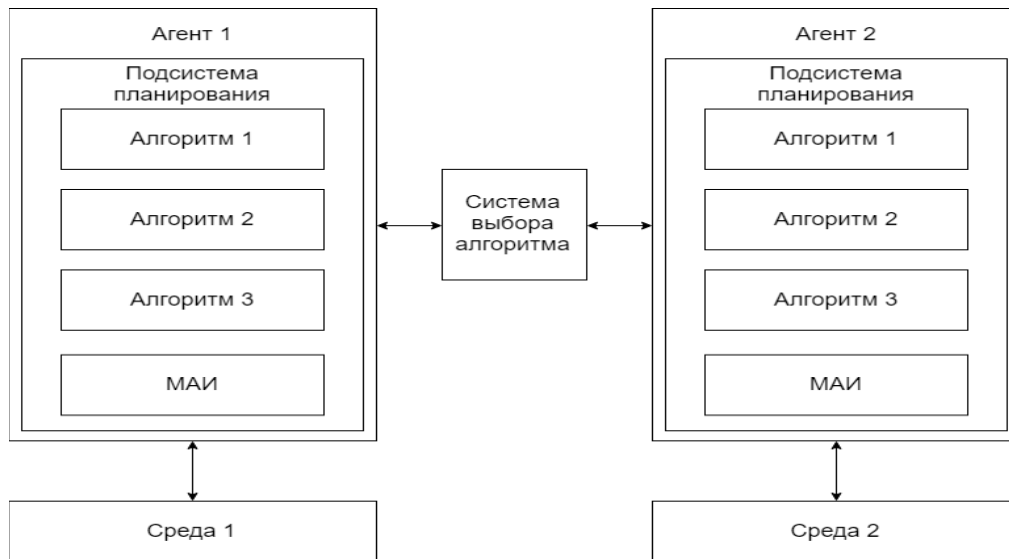 Агент 1
Подсистема
планирования
Алгоритм 1
Алгоритм 2
Алгоритм 3
МАИ
Среда 1
Система
выбора
алгоритма
Агент 2
Подсистема
планирования
Алгоритм 1
Алгоритм 2
Алгоритм 3
МАИ
Среда 2